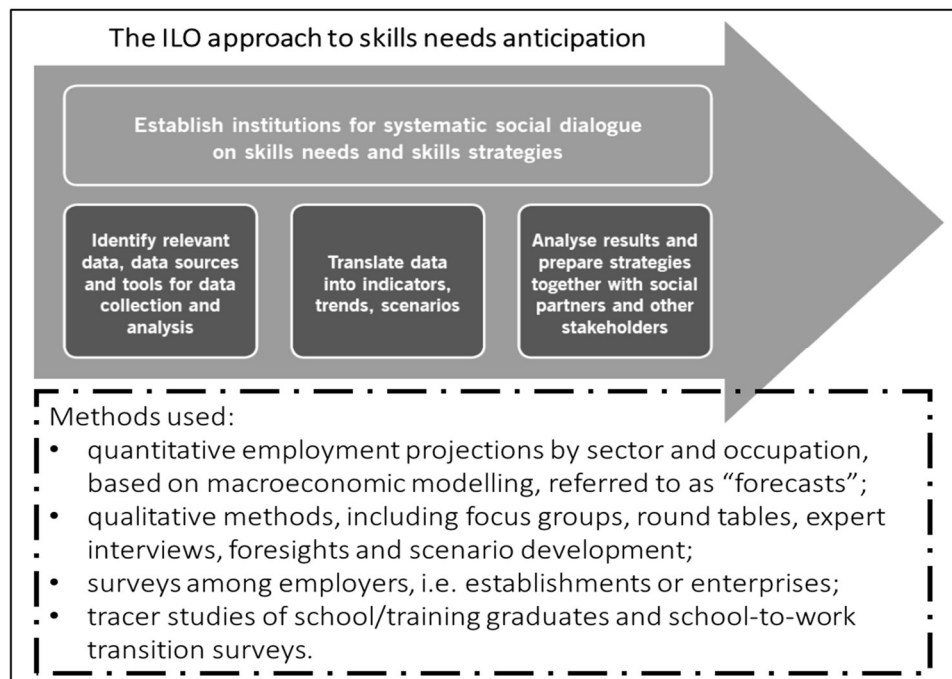 The ILO approach to skills needs anticipation
Establish institutions for systematic social dialogue
on skills needs and skills strategies
Identify relevant
data, data sources
and tools for data
collection and
analysis
Translate data
into indicators,
trends, scenarios
Analyse results and
prepare strategies
together with social
partners and other
stakeholders
Methods used:
• quantitative employment projections by sector and occupation,
based on macroeconomic modelling, referred to as “forecasts”;
• qualitative methods, including focus groups, round tables, expert
interviews, foresights and scenario development;
• surveys among employers, i.e. establishments or enterprises;
• tracer studies of school/training graduates and school-to-work
transition surveys.